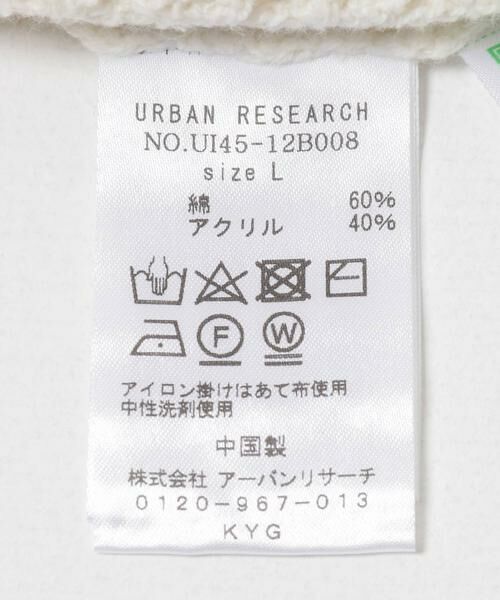 URBAN RESEARCH
NO.UI45-12B008
size L
綿 60%
アクリル 40%
F W
アイロン掛けはあて布使用
中性洗剤使用
中国製
株式会社 アーバンリサーチ
0120-967-013
KYG